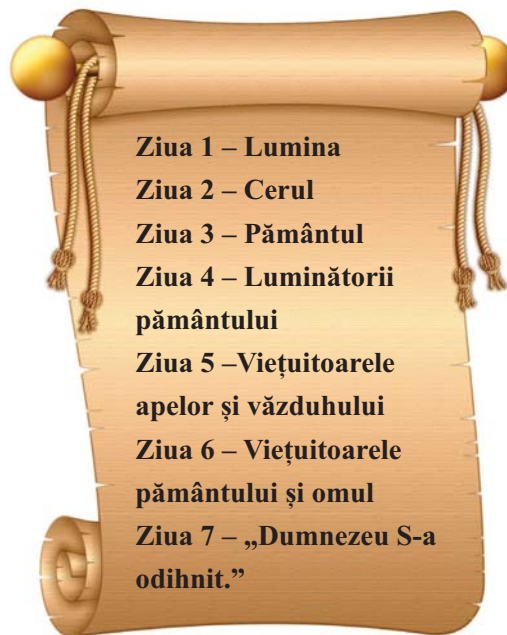 Ziua 1 – Lumina
Ziua 2 – Cerul
Ziua 3 – Pământul
Ziua 4 – Luminătorii
pământului
Ziua 5 –Viețuitoarele
apelor și văzduhului
Ziua 6 – Viețuitoarele
pământului și omul
Ziua 7 – „Dumnezeu S-a
odihnit.”